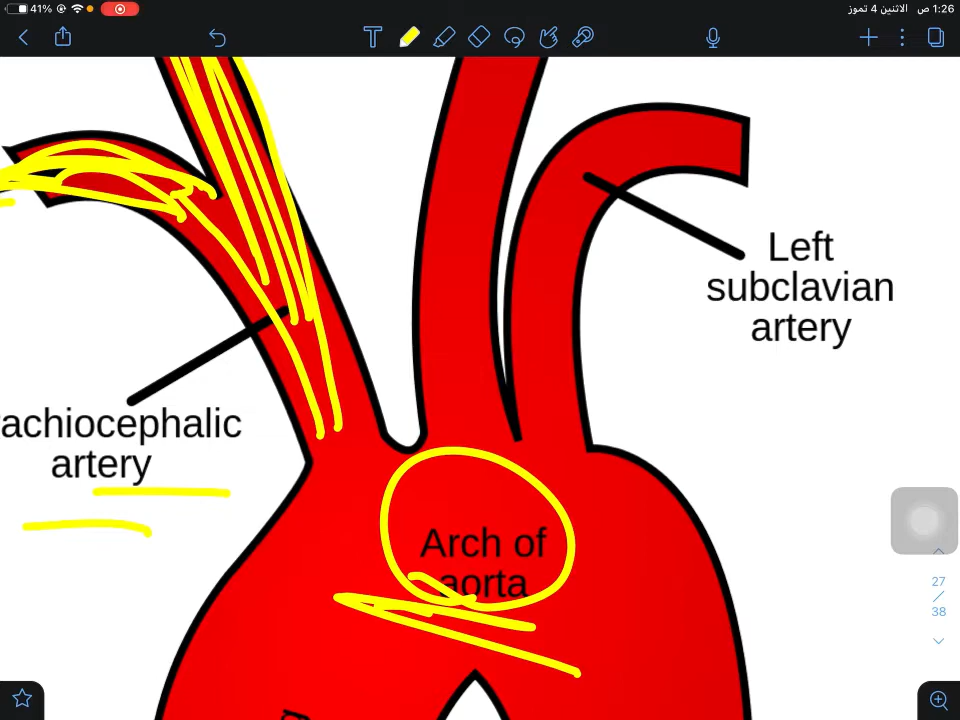 41%
1:26 ص الاثنين 4 تموز
T
Left
subclavian
artery
achiocephalic
artery
Arch of
aorta
27
/
38